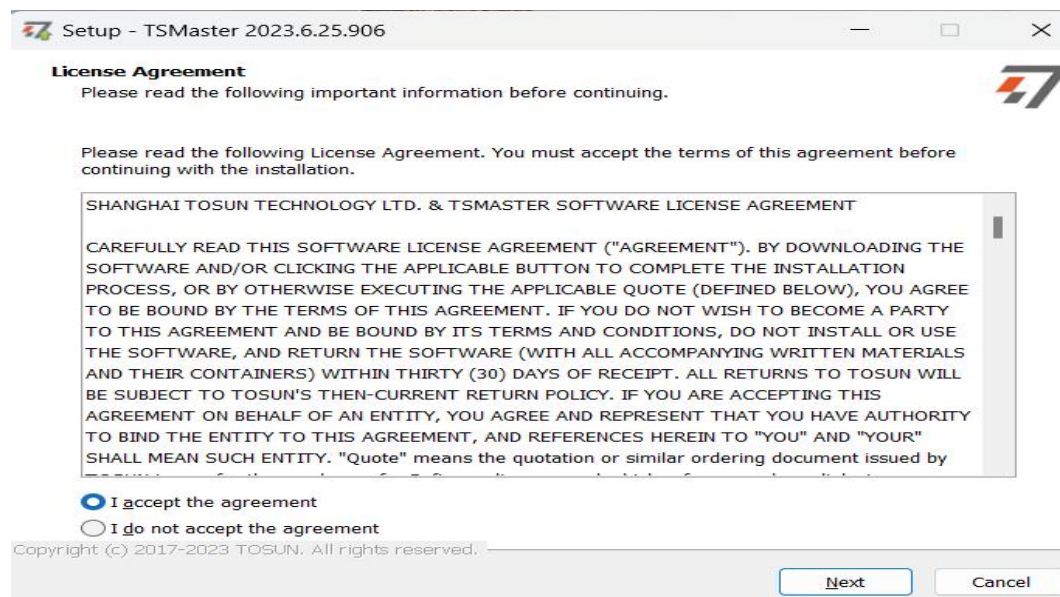 Setup - TSMaster 2023.6.25.906
License Agreement
Please read the following important information before continuing.
Please read the following License Agreement. You must accept the terms of this agreement before
continuing with the installation.
SHANGHAI TOSUN TECHNOLOGY LTD. & TSMASTER SOFTWARE LICENSE AGREEMENT
CAREFULLY READ THIS SOFTWARE LICENSE AGREEMENT ("AGREEMENT"). BY DOWNLOADING THE
SOFTWARE AND/OR CLICKING THE APPLICABLE BUTTON TO COMPLETE THE INSTALLATION
PROCESS, OR BY OTHERWISE EXECUTING THE APPLICABLE QUOTE (DEFINED BELOW), YOU AGREE
TO BE BOUND BY THE TERMS OF THIS AGREEMENT. IF YOU DO NOT WISH TO BECOME A PARTY
TO THIS AGREEMENT AND BE BOUND BY ITS TERMS AND CONDITIONS, DO NOT INSTALL OR USE
THE SOFTWARE, AND RETURN THE SOFTWARE (WITH ALL ACCOMPANYING WRITTEN MATERIALS
AND THEIR CONTAINERS) WITHIN THIRTY (30) DAYS OF RECEIPT. ALL RETURNS TO TOSUN WILL
BE SUBJECT TO TOSUN'S THEN-CURRENT RETURN POLICY. IF YOU ARE ACCEPTING THIS
AGREEMENT ON BEHALF OF AN ENTITY, YOU AGREE AND REPRESENT THAT YOU HAVE AUTHORITY
TO BIND THE ENTITY TO THIS AGREEMENT, AND REFERENCES HEREIN TO "YOU" AND "YOUR"
SHALL MEAN SUCH ENTITY. "Quote" means the quotation or similar ordering document issued by
I accept the agreement
I do not accept the agreement
Copyright (c) 2017-2023 TOSUN. All rights reserved.
Next
Cancel